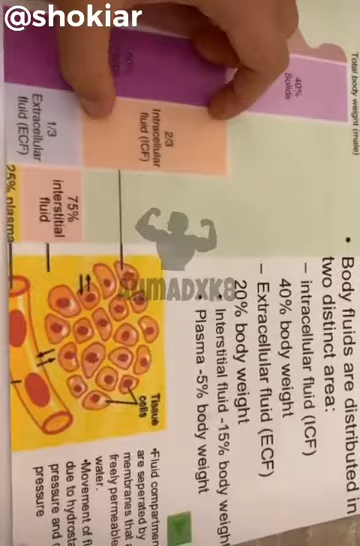 @shokiar
Total body weight (male)
40%
Solids
2/3
Intracellular
fluid (ICF)
1/3
Extracellular
fluid (ECF)
75%
interstitial
fluid
25% plasma
• Body fluids are distributed in
two distinct area:
– intracellular fluid (ICF)
40% body weight
– Extracellular fluid (ECF)
20% body weight
• Interstitial fluid -15% body weight
• Plasma -5% body weight
AHMADXK8
Tissue
cells
•Fluid compartmen
are seperated by
membranes that a
freely permeable
water.
•Movement of fl
due to hydrosta
pressure and
pressure